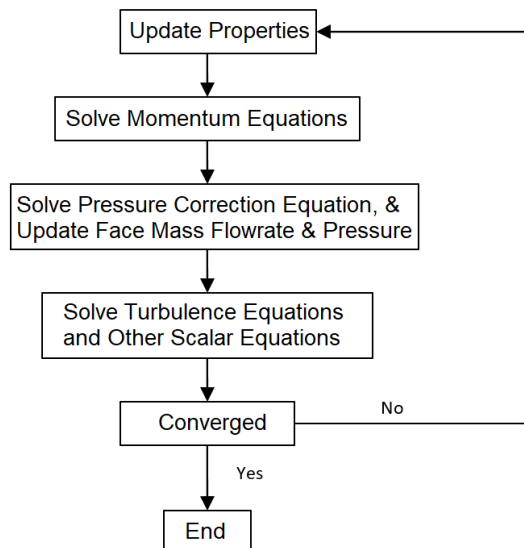 Update Properties
Solve Momentum Equations
Solve Pressure Correction Equation, &
Update Face Mass Flowrate & Pressure
Solve Turbulence Equations
and Other Scalar Equations
Converged
No
Yes
End